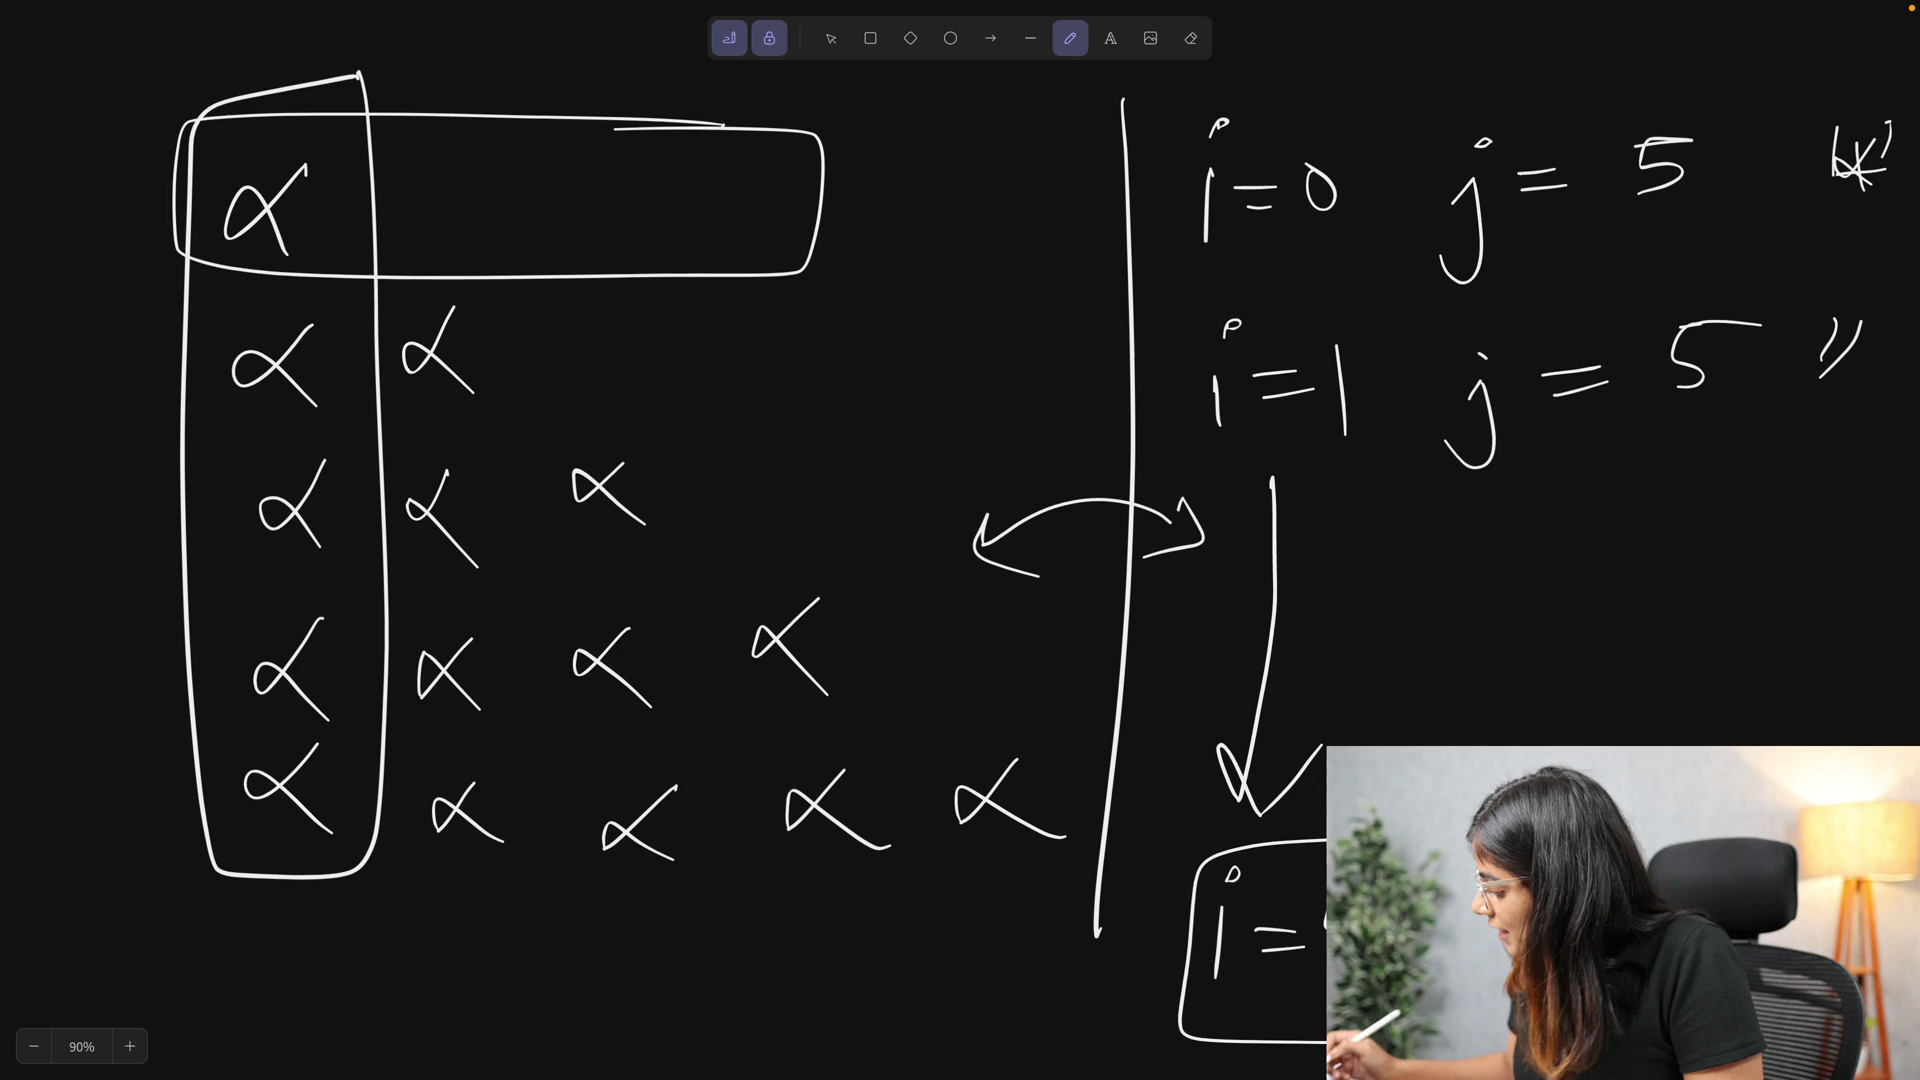 α
α α
α α α
α α α α
α α α α α
i = 0 j = 5
i = 1 j = 5 "
i =
90%